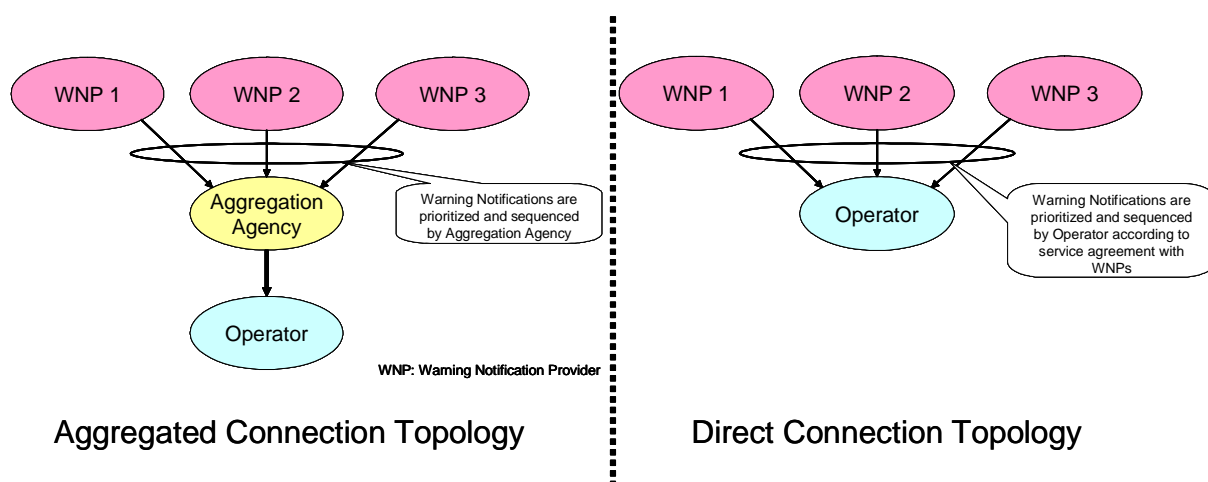 WNP 1
WNP 2
WNP 3
Aggregation
Agency
Warning Notifications are
prioritized and sequenced
by Aggregation Agency
Operator
WNP: Warning Notification Provider
Aggregated Connection Topology
WNP 1
WNP 2
WNP 3
Operator
Warning Notifications are
prioritized and sequenced
by Operator according to
service agreement with
WNPs
Direct Connection Topology